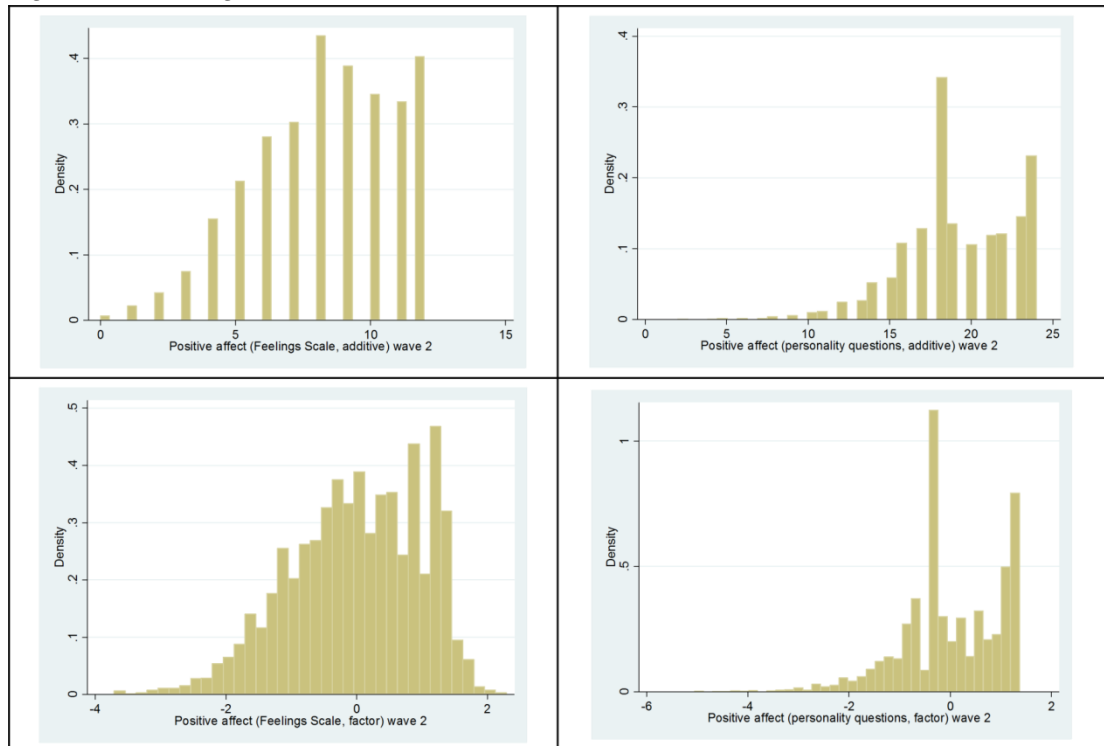 Density
.4
.3
.2
.1
0
0 5 10 15
Positive affect (Feelings Scale, additive) wave 2
Density
.4
.3
.2
.1
0
0 5 10 15 20 25
Positive affect (personality questions, additive) wave 2
Density
.5
.4
.3
.2
.1
0
-4 -2 0 2
Positive affect (Feelings Scale, factor) wave 2
Density
1
.5
0
-6 -4 -2 0 2
Positive affect (personality questions, factor) wave 2